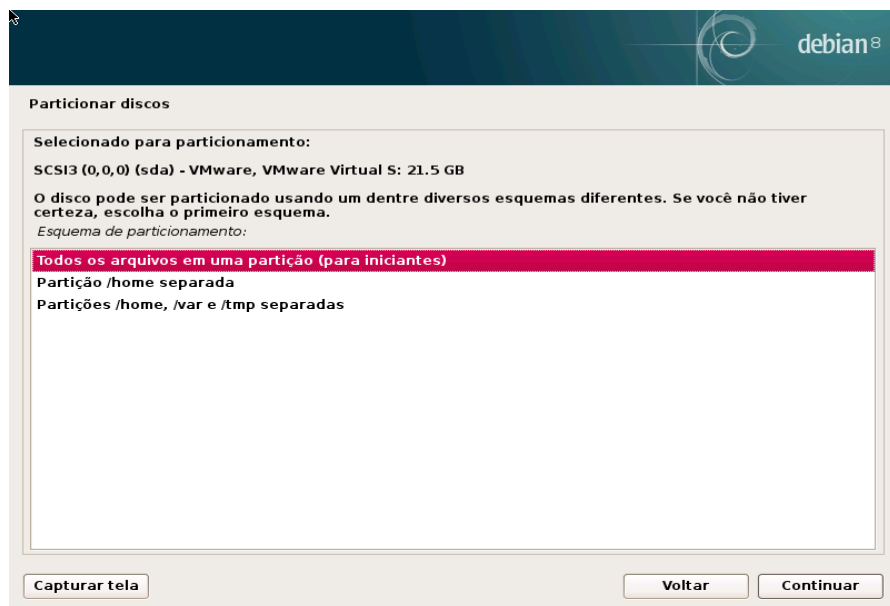 debian 8
Particionar discos
Selecionado para particionamento:
SCSI3 (0,0,0) (sda) - VMware, VMware Virtual S: 21.5 GB
O disco pode ser particionado usando um dentre diversos esquemas diferentes. Se você não tiver
certeza, escolha o primeiro esquema.
Esquema de particionamento:
Todos os arquivos em uma partição (para iniciantes)
Partição /home separada
Partições /home, /var e /tmp separadas
Capturar tela
Voltar
Continuar